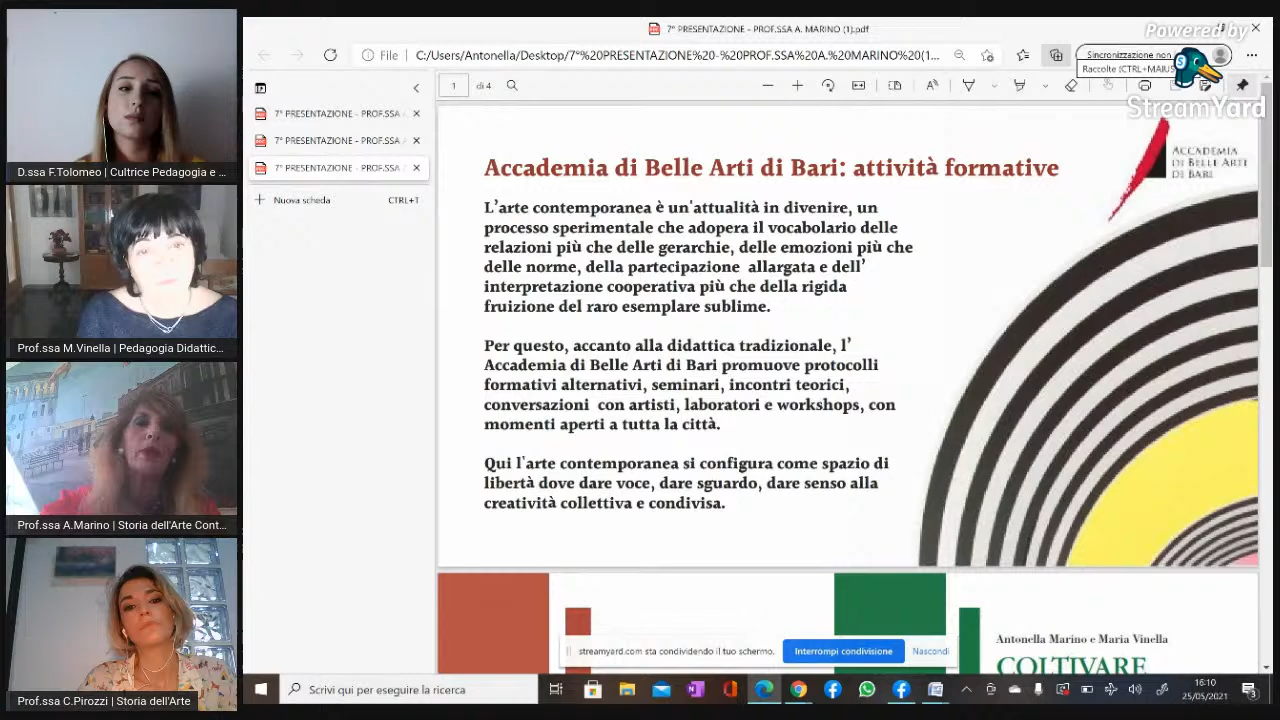 D.ssa F.Tolomeo | Cultrice Pedagogia e ...
Prof.ssa M.Vinella | Pedagogia Didattic...
Prof.ssa A.Marino | Storia dell'Arte Cont...
Prof.ssa C.Pirozzi | Storia dell'Arte
7° PRESENTAZIONE - PROF.SSA A. MARINO (1).pdf
Powered by
StreamYard
File
C:/Users/Antonella/Desktop/7°%20PRESENTAZIONE%20-%20PROF.SSA%20A.%20MARINO%20(1...
Sincronizzazione non
Raccolte (CTRL+MAIUS
1 di 4
7° PRESENTAZIONE - PROF.SSA
7° PRESENTAZIONE - PROF.SSA
7° PRESENTAZIONE - PROF.SSA
Nuova scheda CTRL+T
Accademia di Belle Arti di Bari: attività formative
ACCADEMIA
DI BELLE ARTI
DI BARI
L’arte contemporanea è un'attualità in divenire, un
processo sperimentale che adopera il vocabolario delle
relazioni più che delle gerarchie, delle emozioni più che
delle norme, della partecipazione allargata e dell’
interpretazione cooperativa più che della rigida
fruizione del raro esemplare sublime.
Per questo, accanto alla didattica tradizionale, l’
Accademia di Belle Arti di Bari promuove protocolli
formativi alternativi, seminari, incontri teorici,
conversazioni con artisti, laboratori e workshops, con
momenti aperti a tutta la città.
Qui l'arte contemporanea si configura come spazio di
libertà dove dare voce, dare sguardo, dare senso alla
creatività collettiva e condivisa.
Antonella Marino e Maria Vinella
COLTIVARE
streamyard.com sta condividendo il tuo schermo.
Interrompi condivisione
Nascondi
Scrivi qui per eseguire la ricerca
16:10
25/05/2021
3